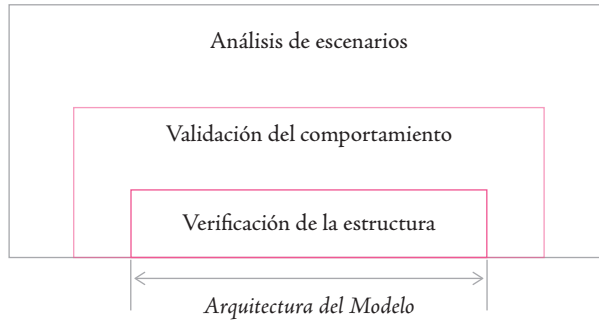 Análisis de escenarios
Validación del comportamiento
Verificación de la estructura
Arquitectura del Modelo